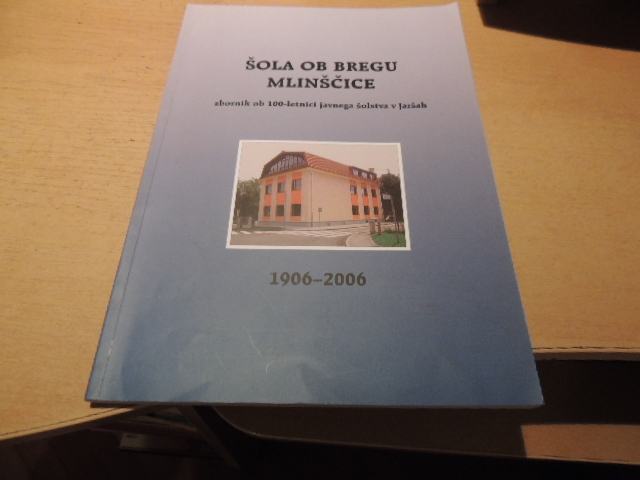 ŠOLA OB BREGU
MLINŠČICE
zbornik ob 100-letnici javnega šolstva v Jaršah
1906–2006